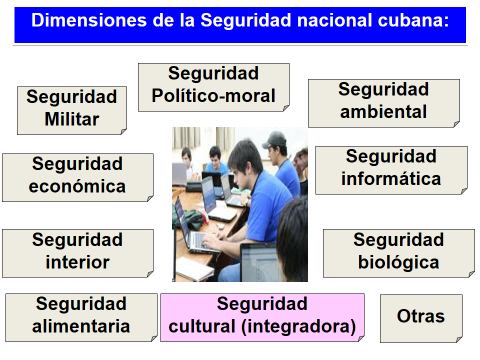 Dimensiones de la Seguridad nacional cubana:
Seguridad
Político-moral
Seguridad
Militar
Seguridad
ambiental
Seguridad
económica
Seguridad
informática
Seguridad
interior
Seguridad
biológica
Seguridad
alimentaria
Seguridad
cultural (integradora)
Otras